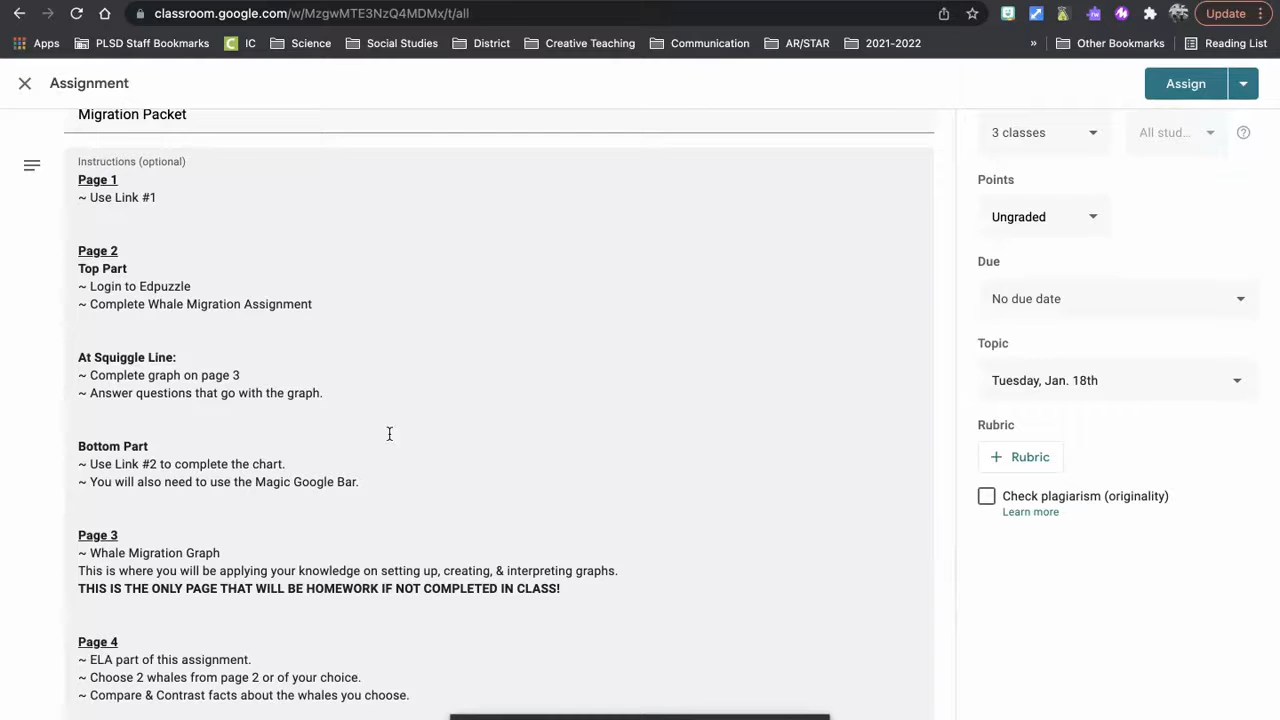 classroom.google.com/w/MzgwMTE3NzQ4MDMx/t/all
Update
Apps
PLSD Staff Bookmarks
IC
Science
Social Studies
District
Creative Teaching
Communication
AR/STAR
2021-2022
»
Other Bookmarks
Reading List
Assignment
Assign
Migration Packet
Instructions (optional)
Page 1
~ Use Link #1
Page 2
Top Part
~ Login to Edpuzzle
~ Complete Whale Migration Assignment
At Squiggle Line:
~ Complete graph on page 3
~ Answer questions that go with the graph.
Bottom Part
~ Use Link #2 to complete the chart.
~ You will also need to use the Magic Google Bar.
Page 3
~ Whale Migration Graph
This is where you will be applying your knowledge on setting up, creating, & interpreting graphs.
THIS IS THE ONLY PAGE THAT WILL BE HOMEWORK IF NOT COMPLETED IN CLASS!
Page 4
~ ELA part of this assignment.
~ Choose 2 whales from page 2 or of your choice.
~ Compare & Contrast facts about the whales you choose.
3 classes
All stud...
Points
Ungraded
Due
No due date
Topic
Tuesday, Jan. 18th
Rubric
+ Rubric
Check plagiarism (originality)
Learn more